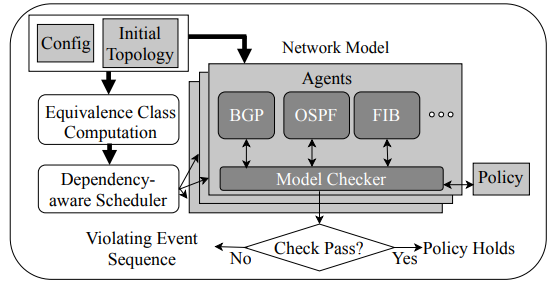 Config
Initial
Topology
Network Model
Agents
BGP
OSPF
FIB
Equivalence Class
Computation
Dependency-
aware Scheduler
Model Checker
Policy
Violating Event
Sequence
No
Check Pass?
Yes
Policy Holds